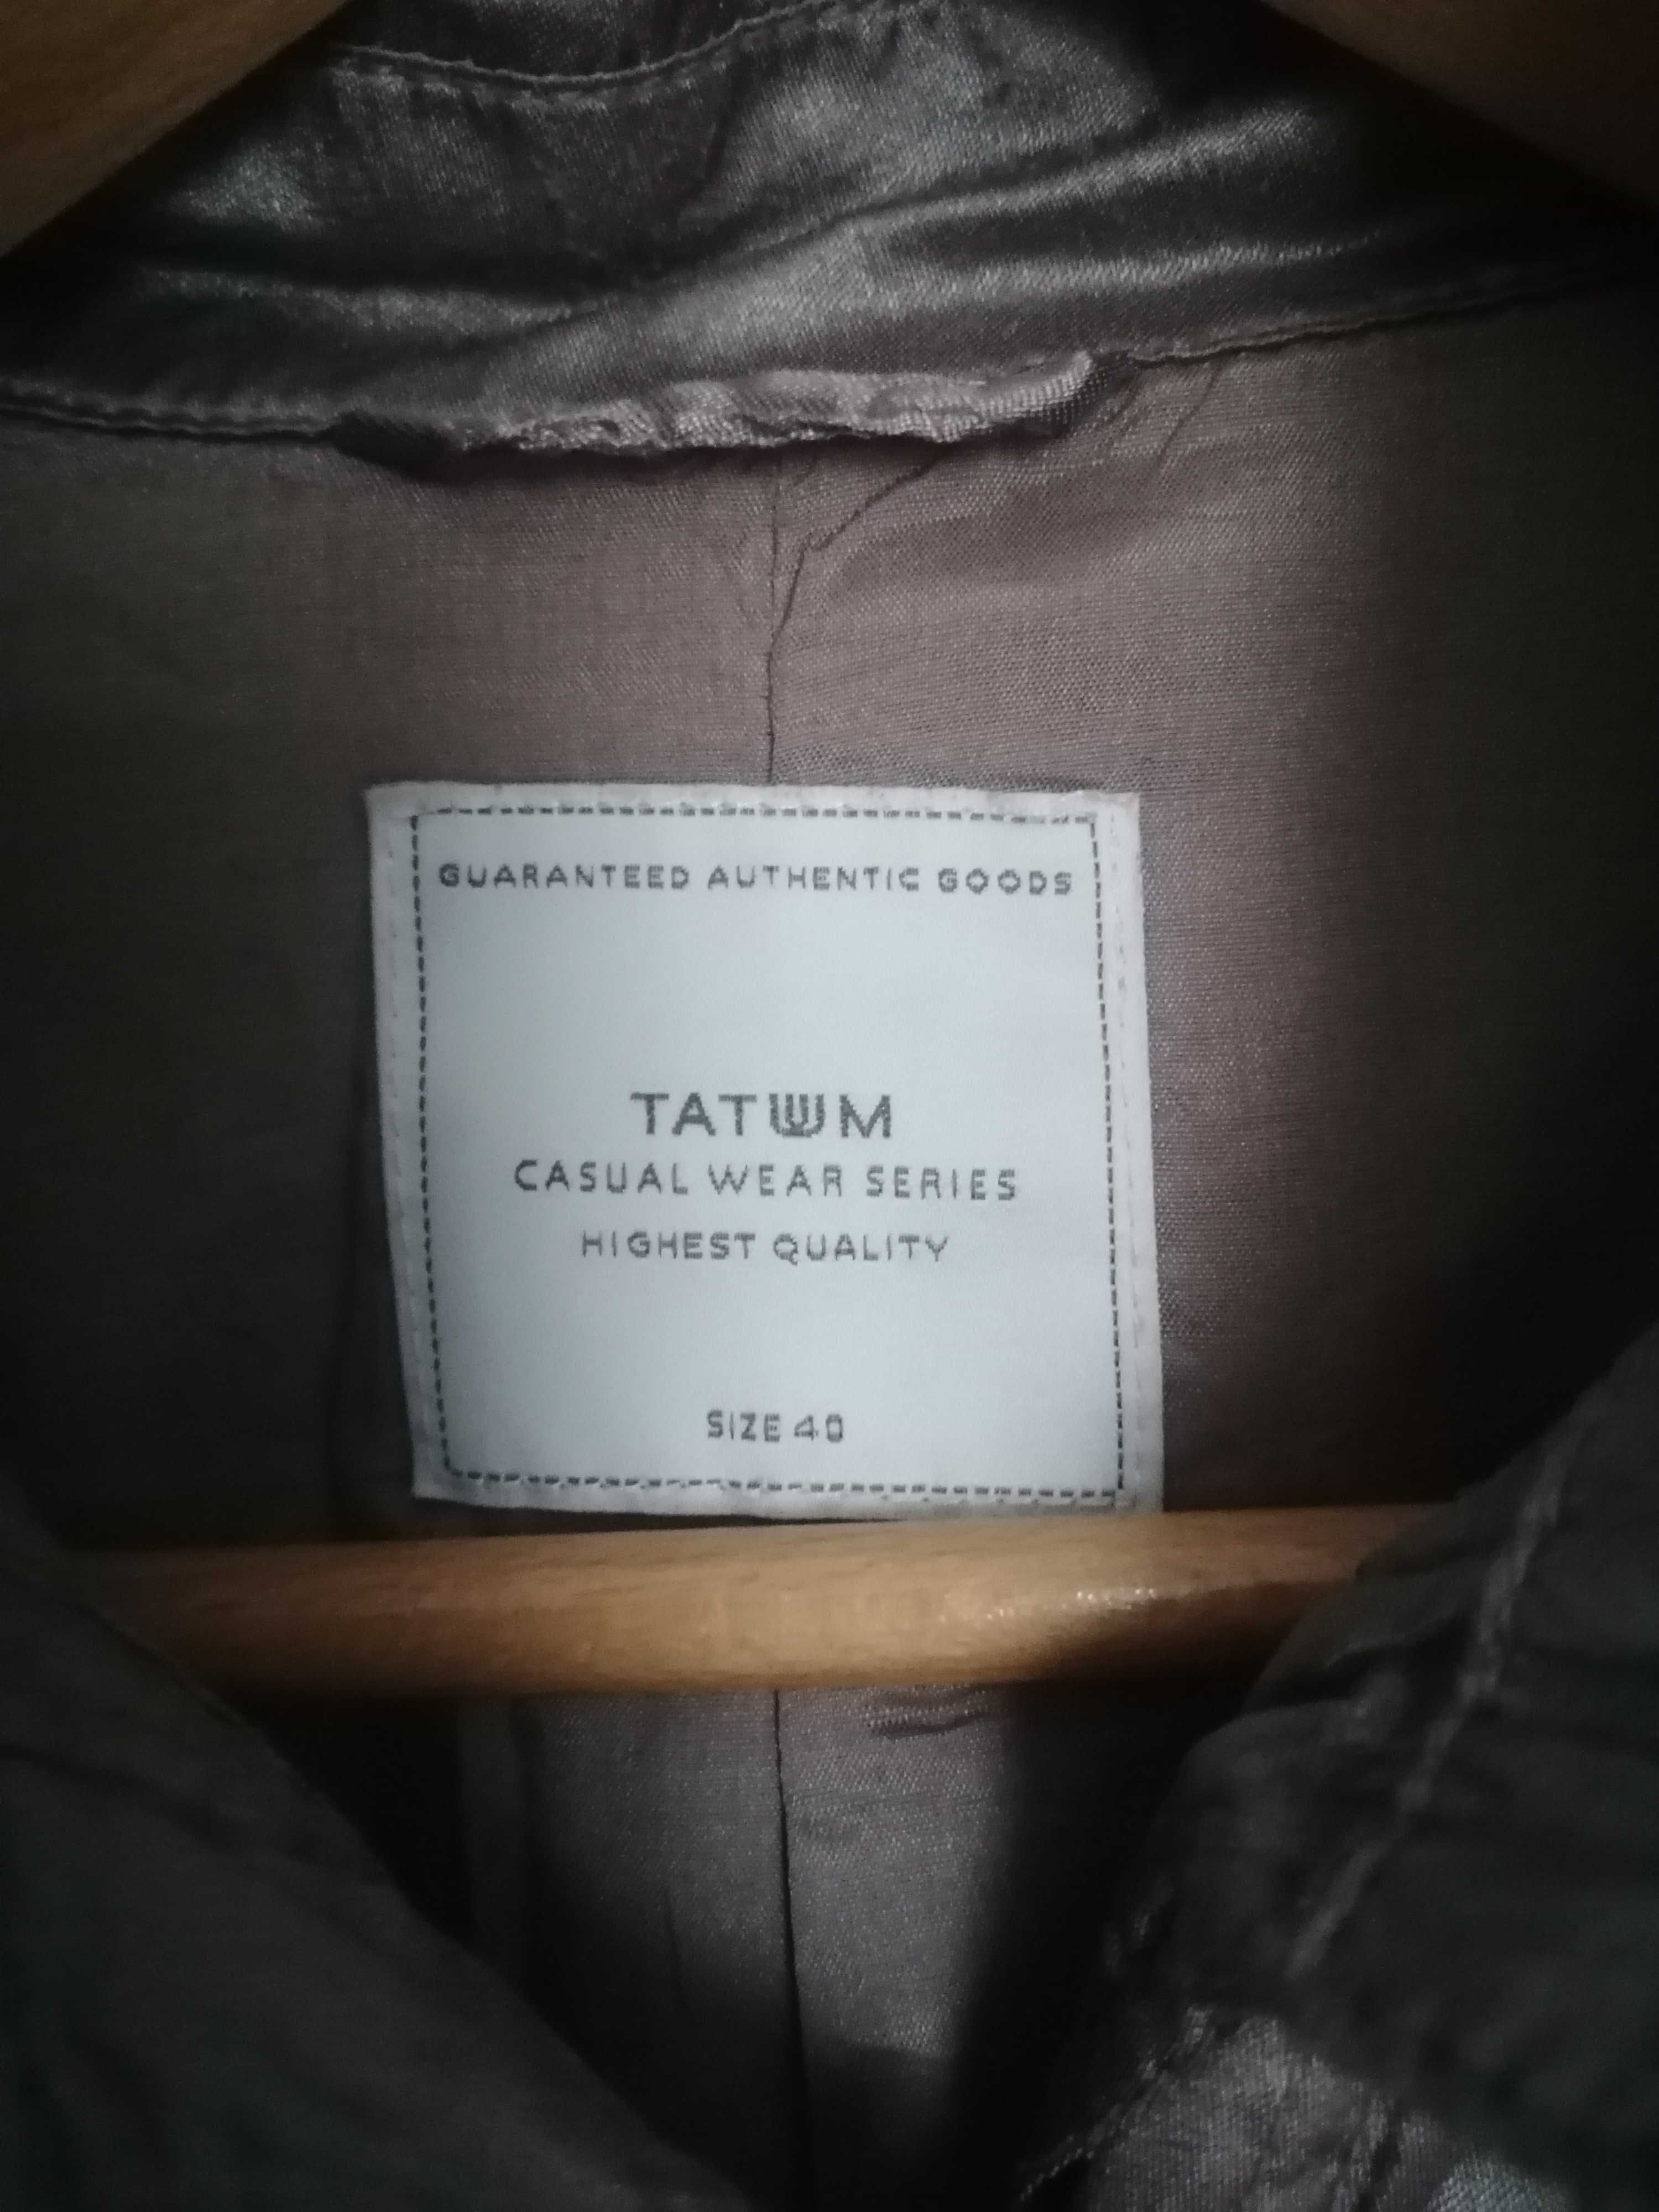 GUARANTEED AUTHENTIC GOODS
TATUUM
CASUAL WEAR SERIES
HIGHEST QUALITY
SIZE 40